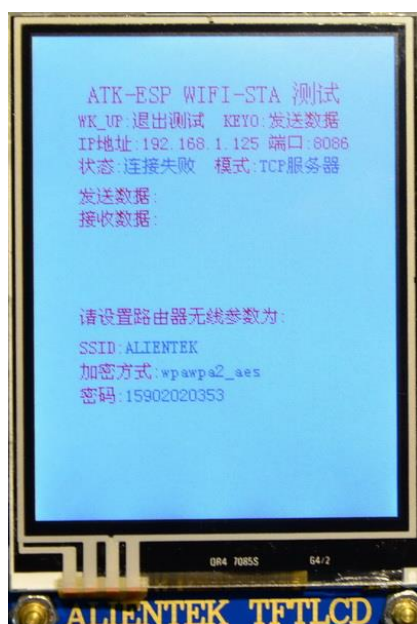 ATK-ESP WIFI-STA 测试
WK_UP:退出测试 KEY0:发送数据
IP地址:192.168.1.125 端口:8086
状态:连接失败 模式:TCP服务器
发送数据:
接收数据:
请设置路由器无线参数为:
SSID:ALIENTEK
加密方式:wpawpa2_aes
密码:15902020353
QR4 7085S G4/2
ALIENTEK TFTLCD